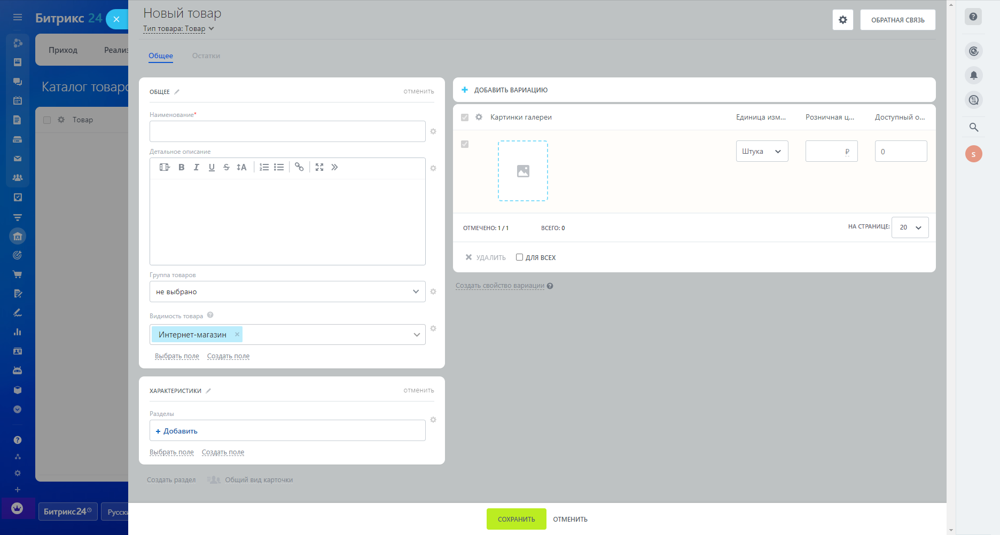 Битрикс 24
Приход
Реализ
Каталог товаро
Товар
Новый товар
Тип товара: Товар
ОБРАТНАЯ СВЯЗЬ
Общее
Остатки
ОБЩЕЕ
ОТМЕНИТЬ
Наименование*
Детальное описание
B I U S A
Группа товаров
не выбрано
Видимость товара
Интернет-магазин ×
Выбрать поле
Создать поле
ХАРАКТЕРИСТИКИ
ОТМЕНИТЬ
Разделы
+ Добавить
Выбрать поле
Создать поле
Создать раздел
Общий вид карточки
+ ДОБАВИТЬ ВАРИАЦИЮ
Картинки галереи
Единица изм...
Розничная ц...
Доступный о...
Штука
₽
0
ОТМЕЧЕНО: 1 / 1
ВСЕГО: 0
НА СТРАНИЦЕ: 20
УДАЛИТЬ
ДЛЯ ВСЕХ
Создать свойство вариации ?
S
Битрикс24
Русски
СОХРАНИТЬ
ОТМЕНИТЬ